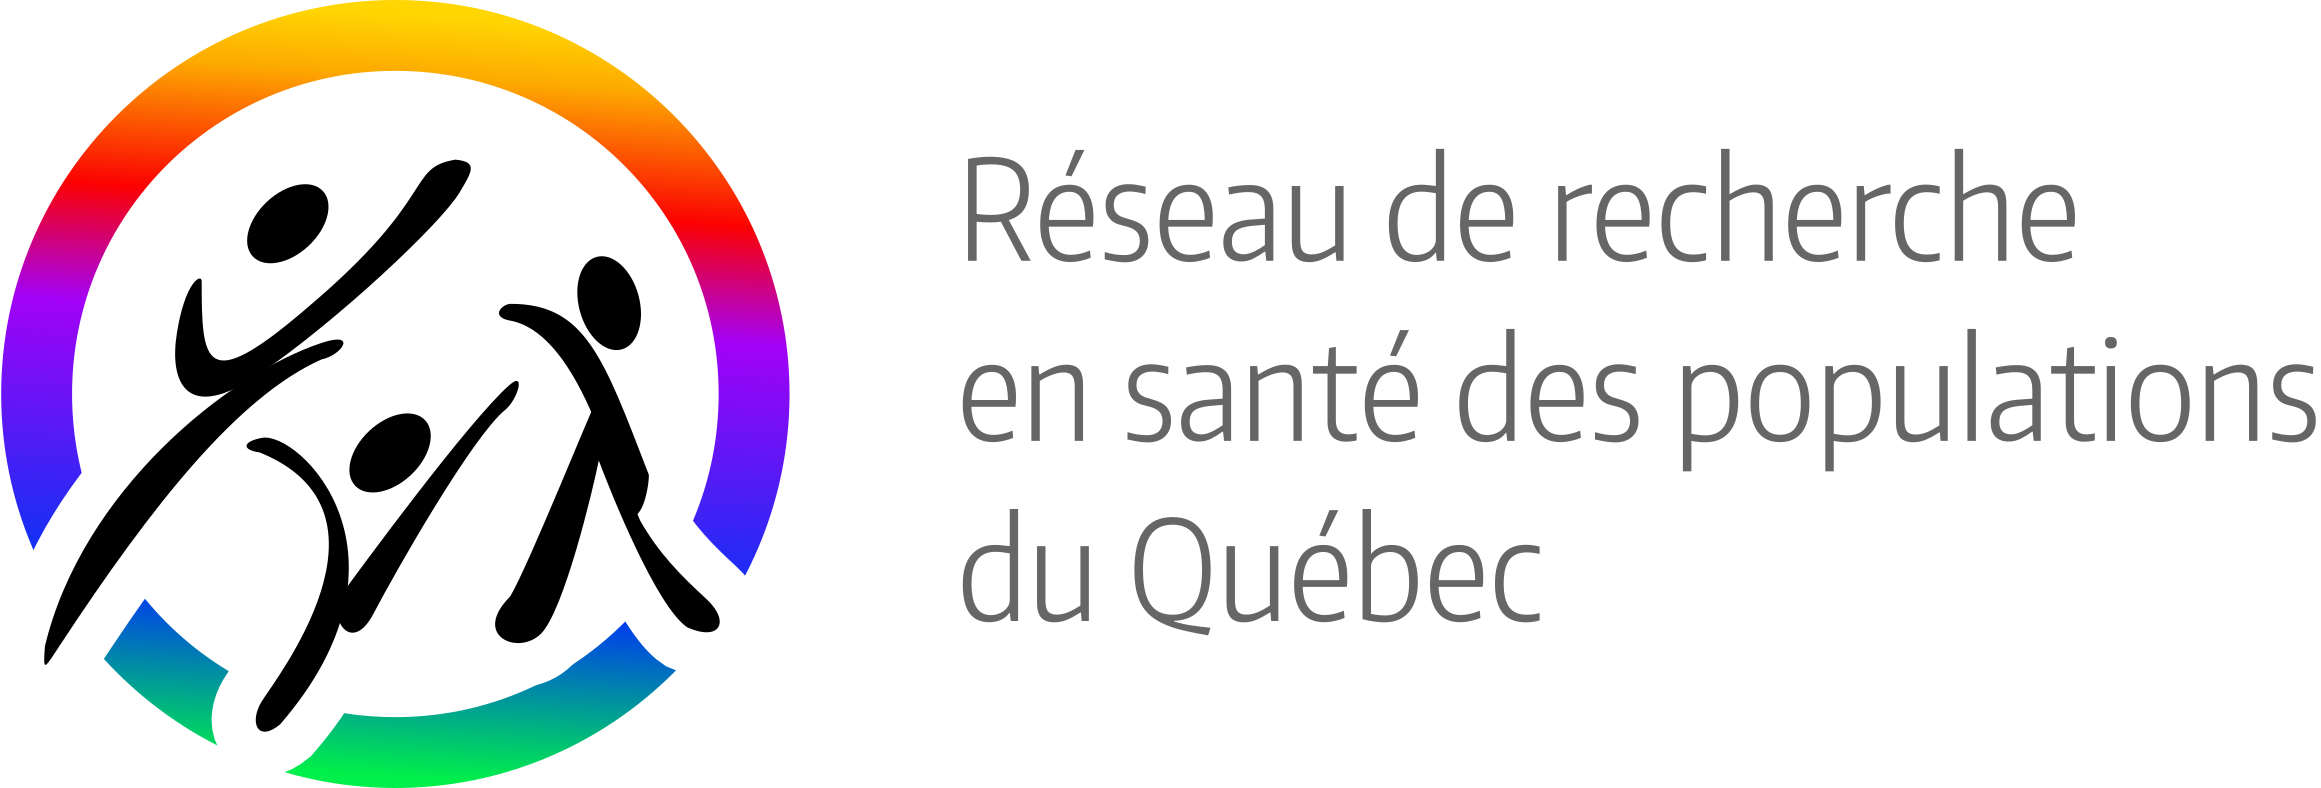 Réseau de recherche
en santé des populations
du Québec